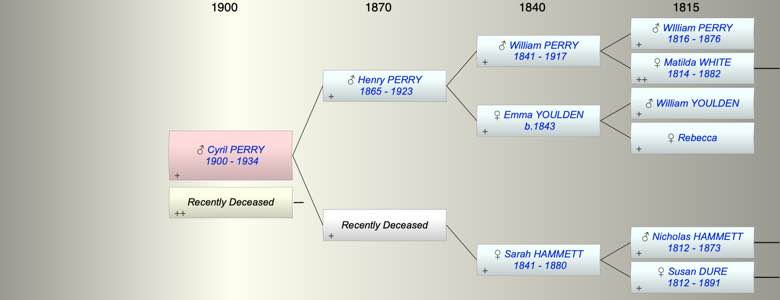 1900 1870 1840 1815
♂ WIlliam PERRY
1816 - 1876
+
♂ William PERRY
1841 - 1917
+
♀ Matilda WHITE
1814 - 1882
++
♂ Henry PERRY
1865 - 1923
+
♂ William YOULDEN
+
♀ Emma YOULDEN
b.1843
+
♀ Rebecca
+
♂ Cyril PERRY
1900 - 1934
+
Recently Deceased
++
Recently Deceased
+
♂ Nicholas HAMMETT
1812 - 1873
+
♀ Sarah HAMMETT
1841 - 1880
+
♀ Susan DURE
1812 - 1891
+